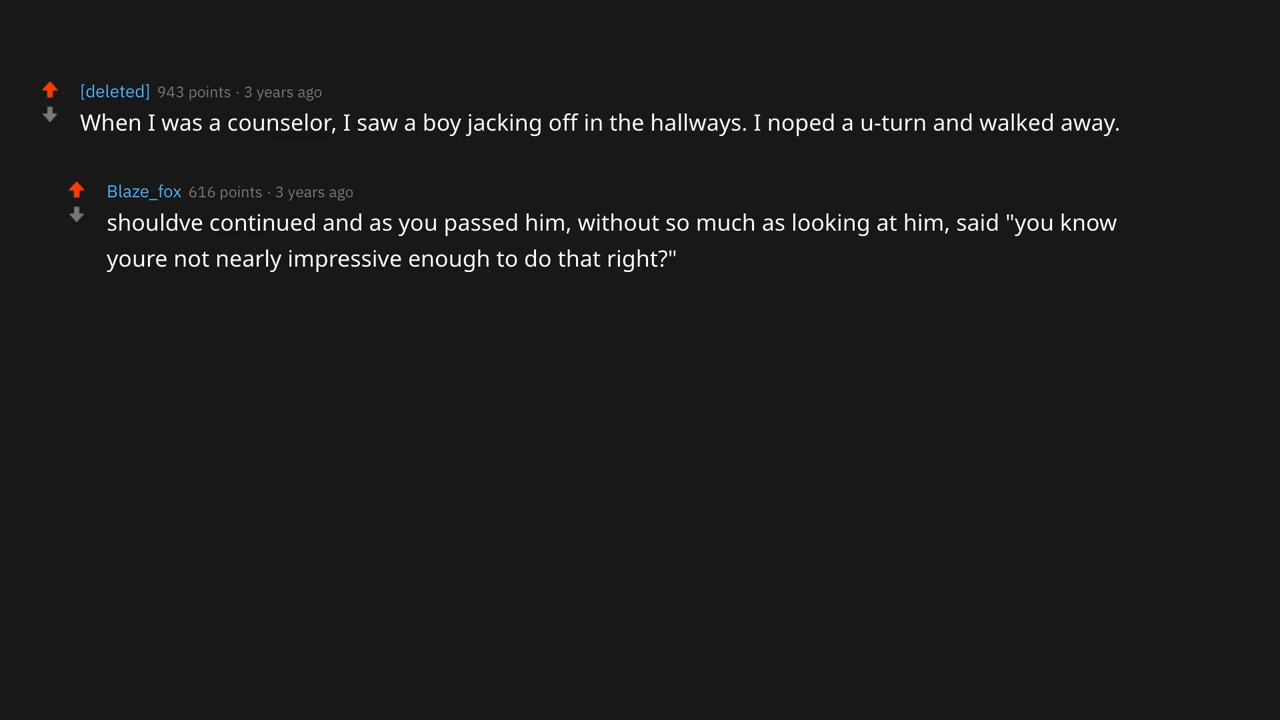 [deleted] 943 points · 3 years ago
When I was a counselor, I saw a boy jacking off in the hallways. I noped a u-turn and walked away.
Blaze_fox 616 points · 3 years ago
shouldve continued and as you passed him, without so much as looking at him, said "you know
youre not nearly impressive enough to do that right?"